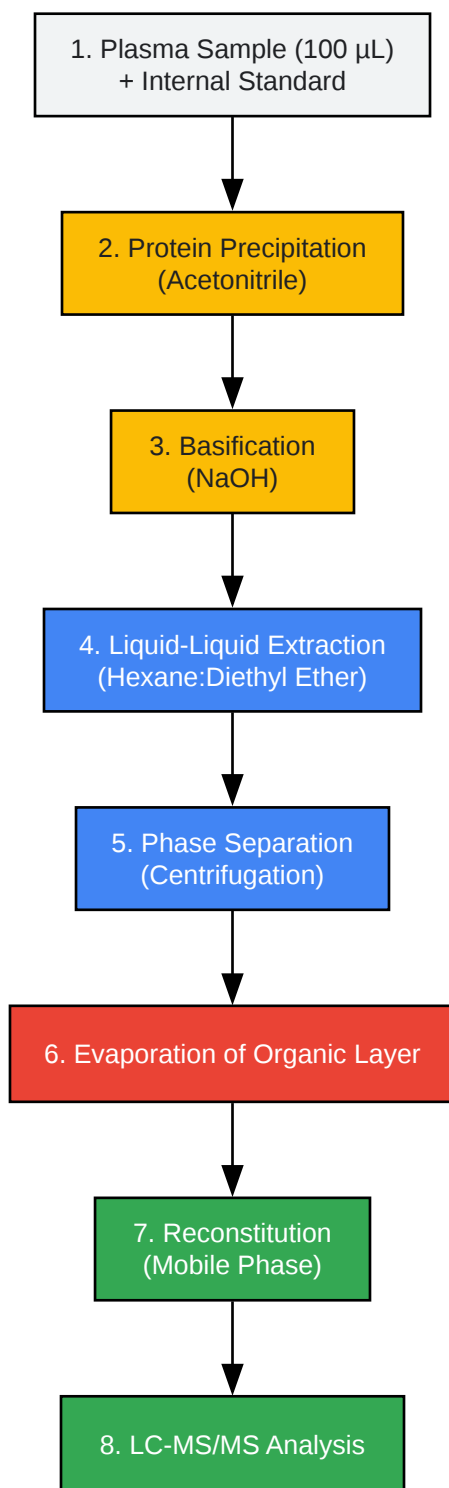 1. Plasma Sample (100 µL)
+ Internal Standard
2. Protein Precipitation
(Acetonitrile)
3. Basification
(NaOH)
4. Liquid-Liquid Extraction
(Hexane:Diethyl Ether)
5. Phase Separation
(Centrifugation)
6. Evaporation of Organic Layer
7. Reconstitution
(Mobile Phase)
8. LC-MS/MS Analysis